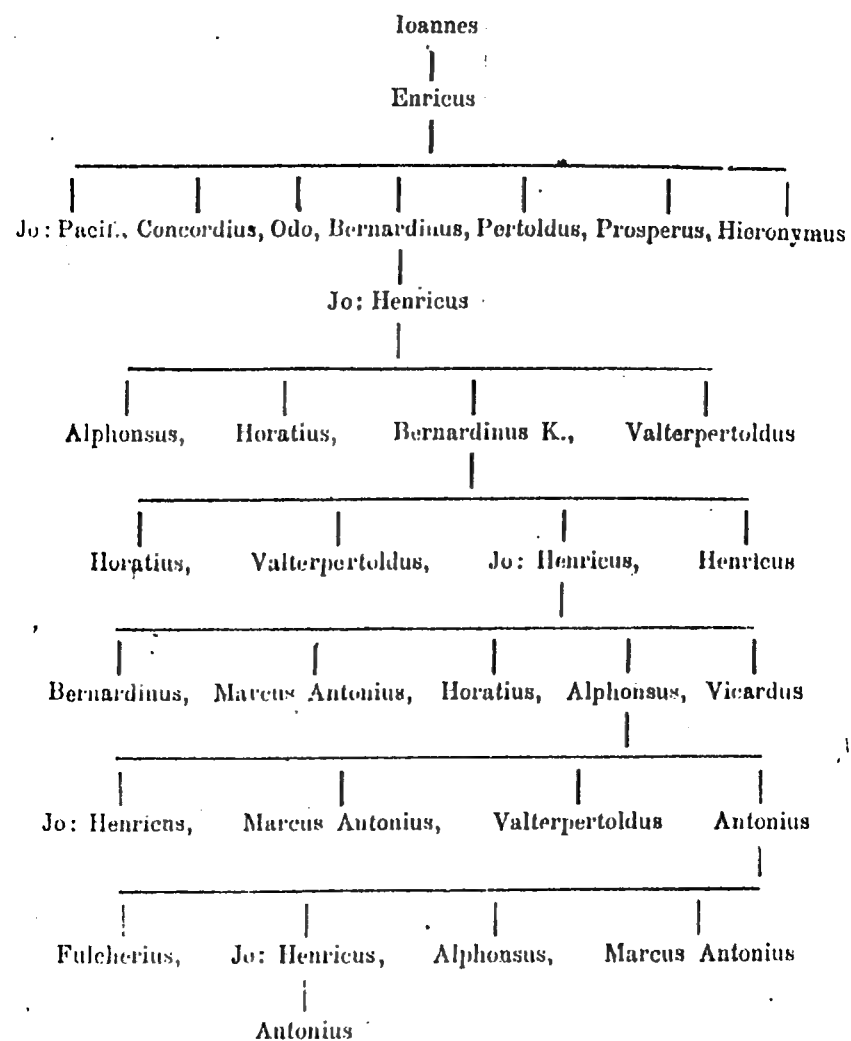 Ioannes
Enricus
Jo: Pacif., Concordius, Odo, Bernardinus, Pertoldus, Prosperus, Hieronymus
Jo: Henricus
Alphonsus, Horatius, Bernardinus K., Valterpertoldus
Horatius, Valterpertoldus, Jo: Henricus, Henricus
Bernardinus, Marcus Antonius, Horatius, Alphonsus, Vicardus
Jo: Henricus, Marcus Antonius, Valterpertoldus Antonius
Fulcherius, Jo: Henricus, Alphonsus, Marcus Antonius
Antonius